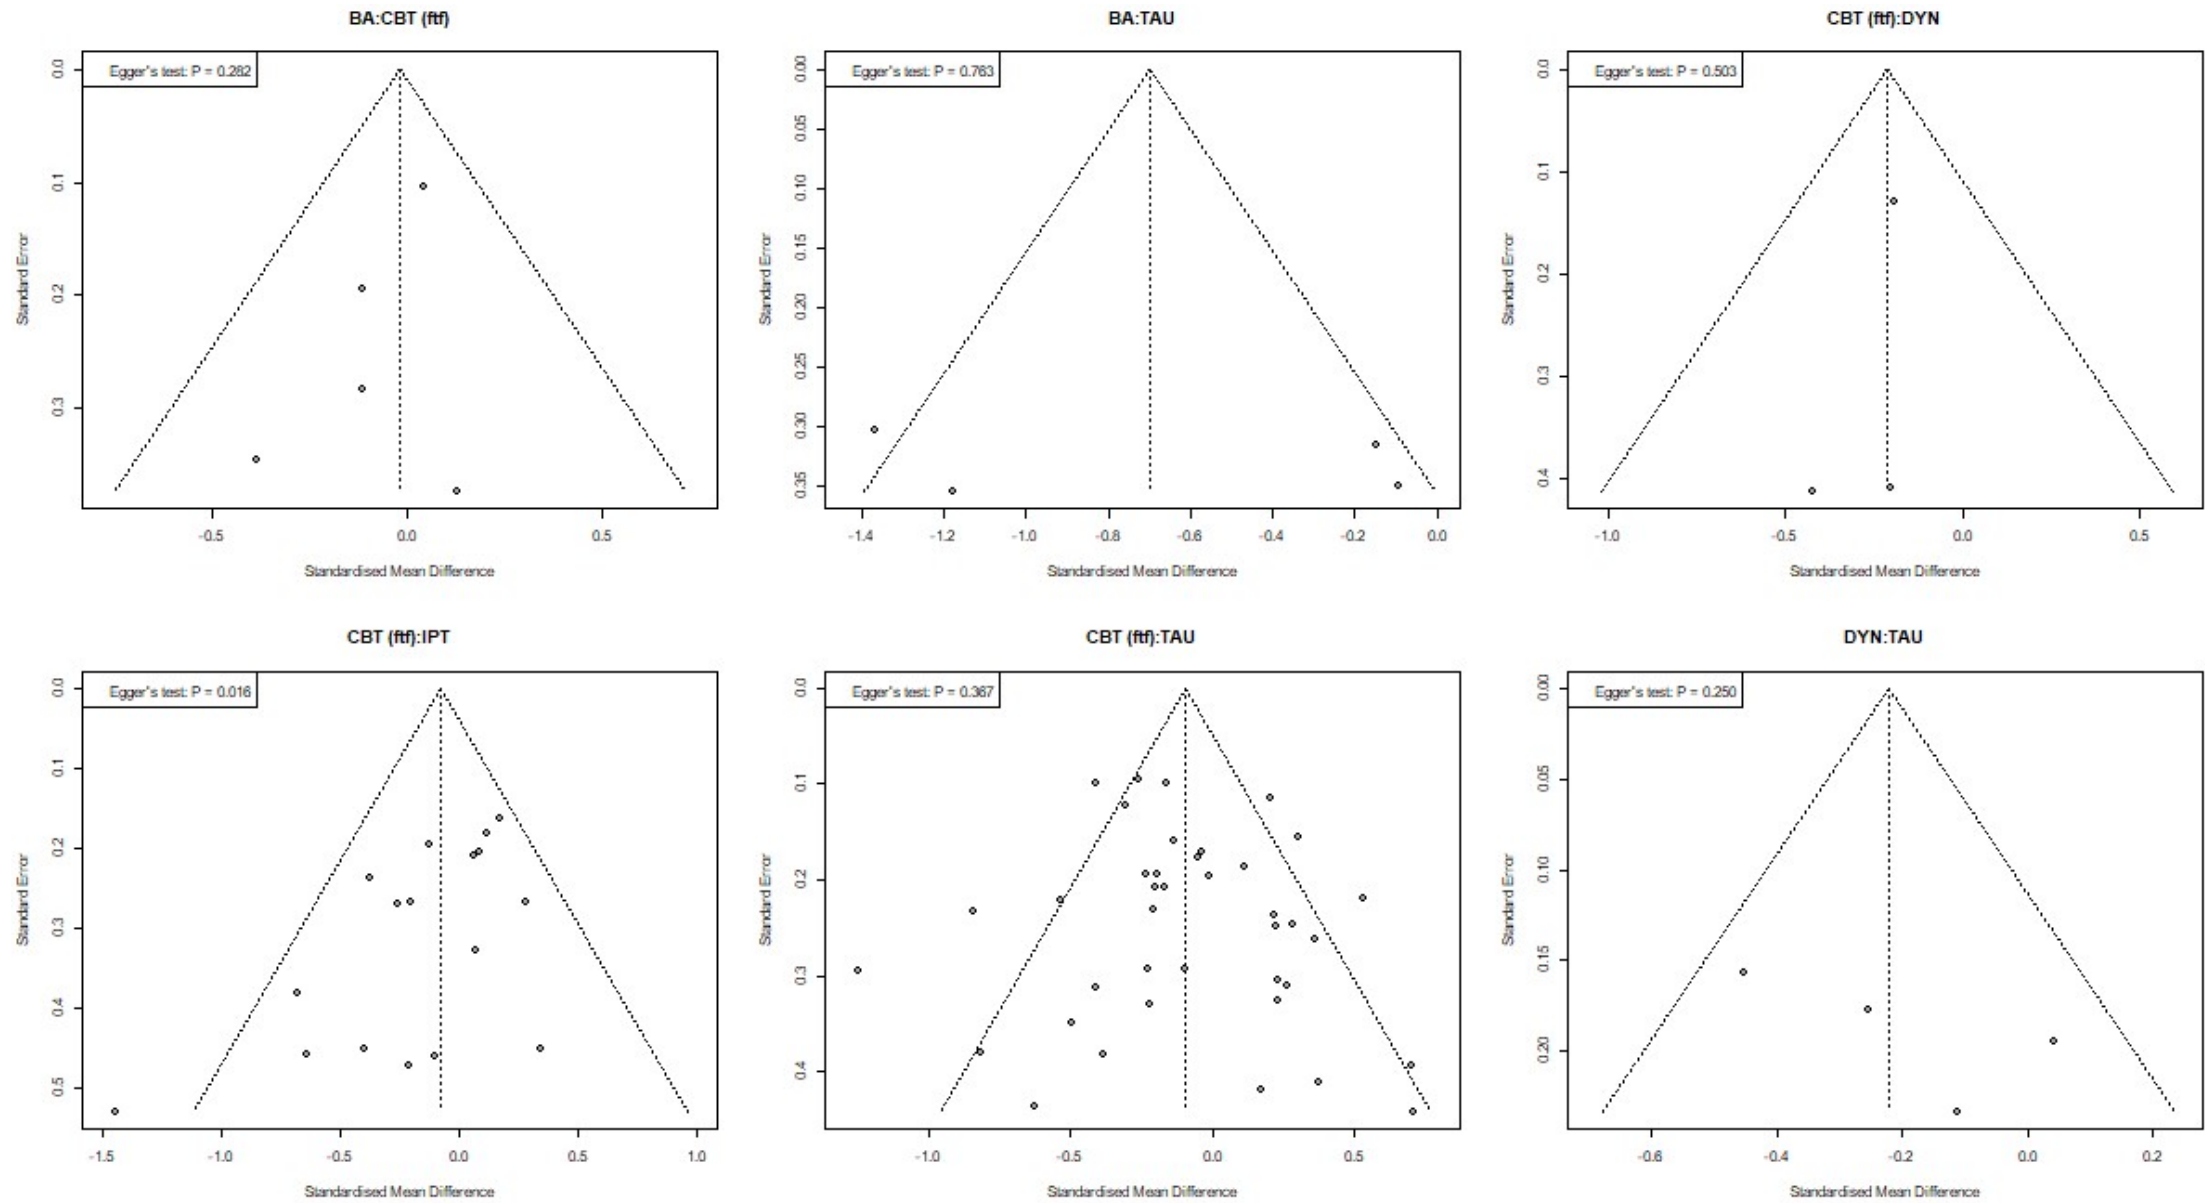 BA:CBT (ftf)
Egger's test: P = 0.282
0.0
0.1
0.2
0.3
Standard Error
-0.5
0.0
0.5
Standardised Mean Difference
BA:TAU
Egger's test: P = 0.763
0.00
0.05
0.10
0.15
0.20
0.25
0.30
0.35
Standard Error
-1.4
-1.2
-1.0
-0.8
-0.6
-0.4
-0.2
0.0
Standardised Mean Difference
CBT (ftf):DYN
Egger's test: P = 0.503
0.0
0.1
0.2
0.3
0.4
Standard Error
-1.0
-0.5
0.0
0.5
Standardised Mean Difference
CBT (ftf):IPT
Egger's test: P = 0.016
0.0
0.1
0.2
0.3
0.4
0.5
Standard Error
-1.5
-1.0
-0.5
0.0
0.5
1.0
Standardised Mean Difference
CBT (ftf):TAU
Egger's test: P = 0.367
0.0
0.1
0.2
0.3
0.4
Standard Error
-1.0
-0.5
0.0
0.5
Standardised Mean Difference
DYN:TAU
Egger's test: P = 0.250
0.00
0.05
0.10
0.15
0.20
Standard Error
-0.6
-0.4
-0.2
0.0
0.2
Standardised Mean Difference